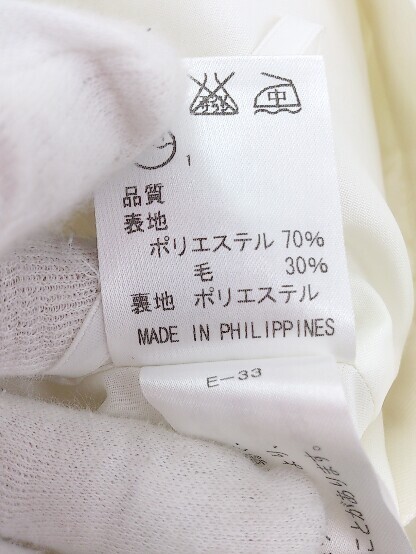 中
1
品質
表地
ポリエステル 70%
毛 30%
裏地 ポリエステル
MADE IN PHILIPPINES
E-33